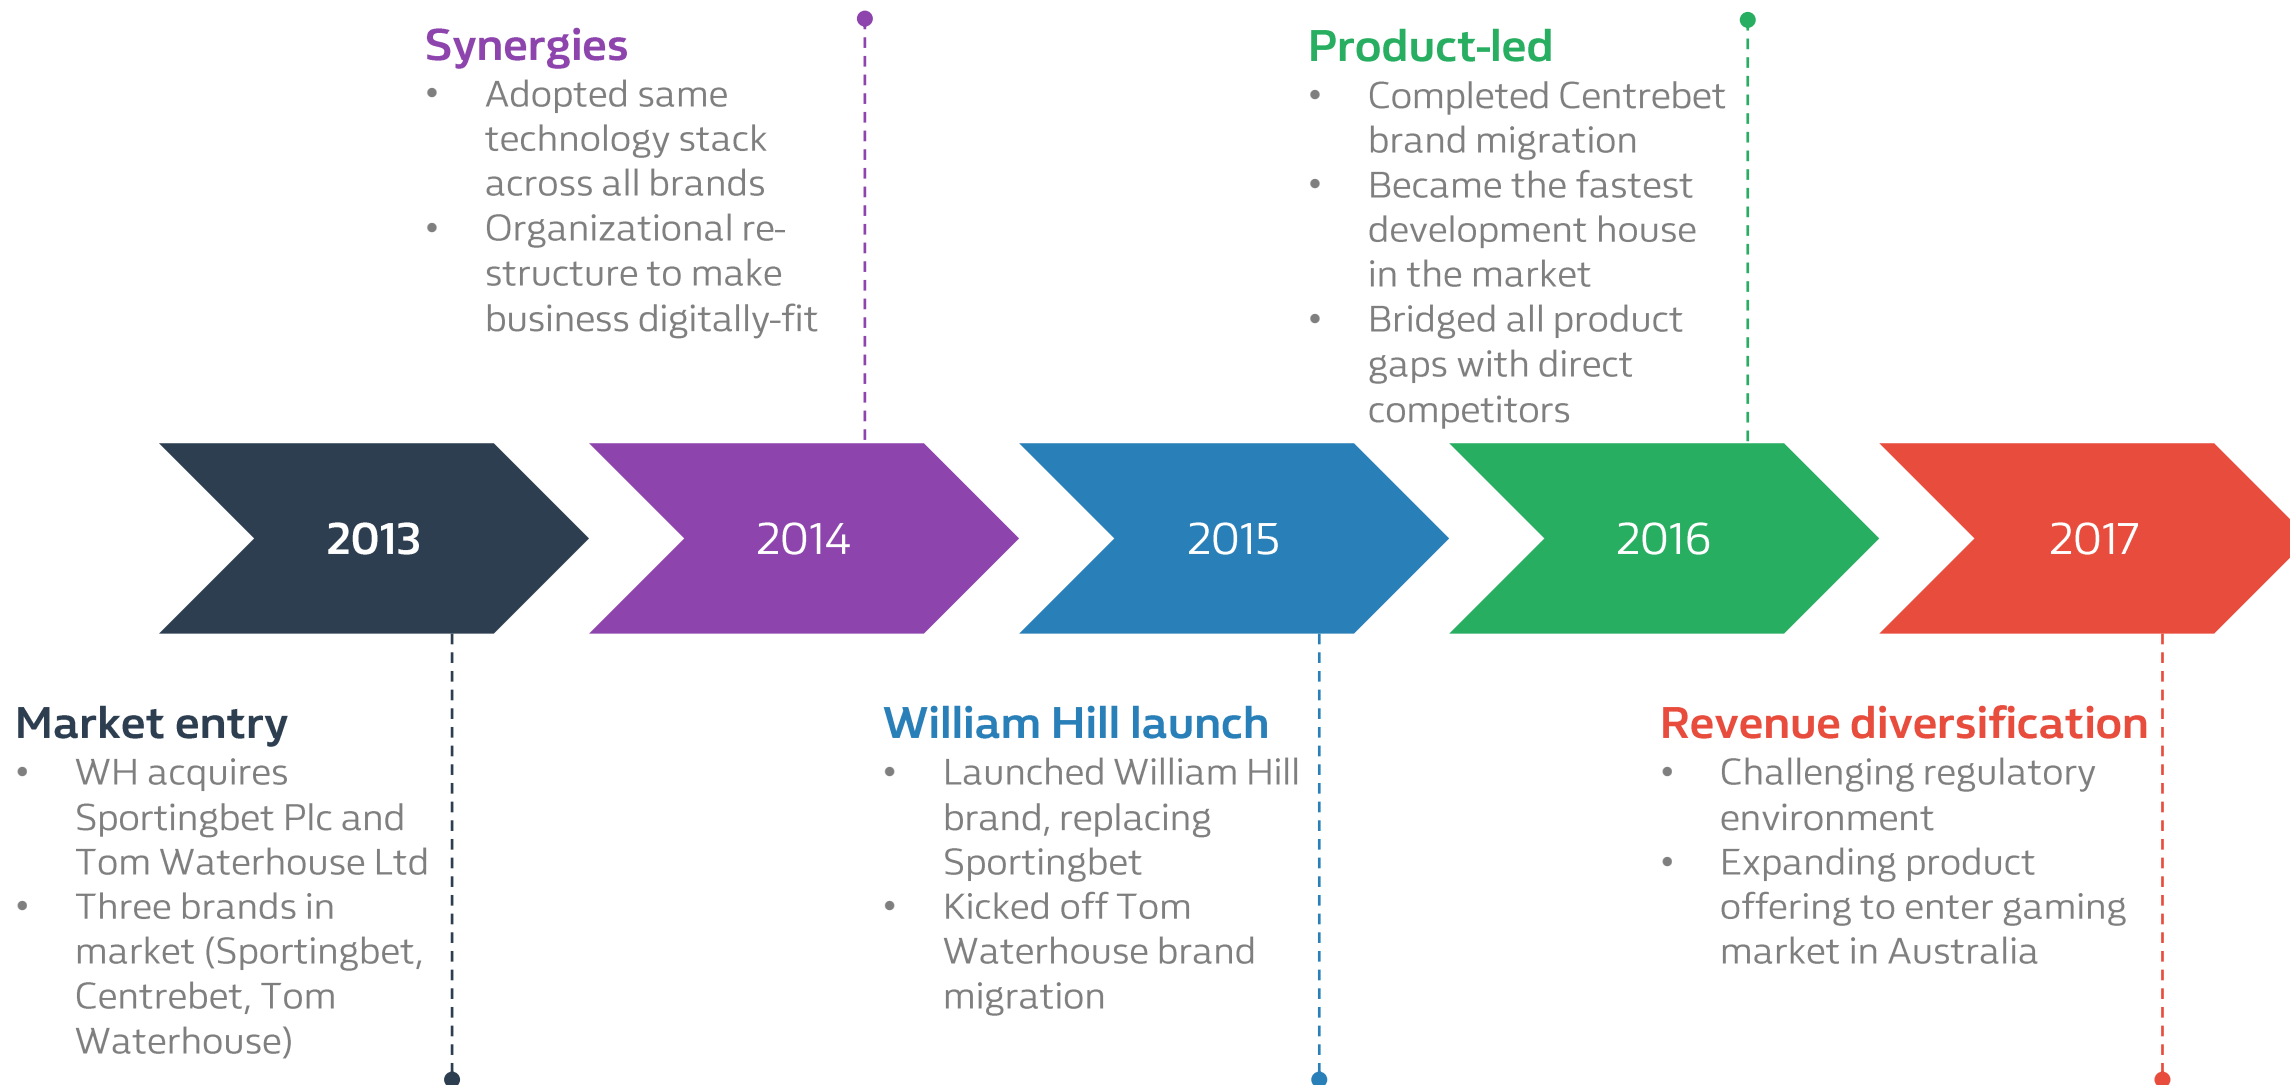 Synergies
• Adopted same
technology stack
across all brands
• Organizational re-
structure to make
business digitally-fit
Product-led
• Completed Centrebet
brand migration
• Became the fastest
development house
in the market
• Bridged all product
gaps with direct
competitors
2013
2014
2015
2016
2017
Market entry
• WH acquires
Sportingbet Plc and
Tom Waterhouse Ltd
• Three brands in
market (Sportingbet,
Centrebet, Tom
Waterhouse)
William Hill launch
• Launched William Hill
brand, replacing
Sportingbet
• Kicked off Tom
Waterhouse brand
migration
Revenue diversification
• Challenging regulatory
environment
• Expanding product
offering to enter gaming
market in Australia